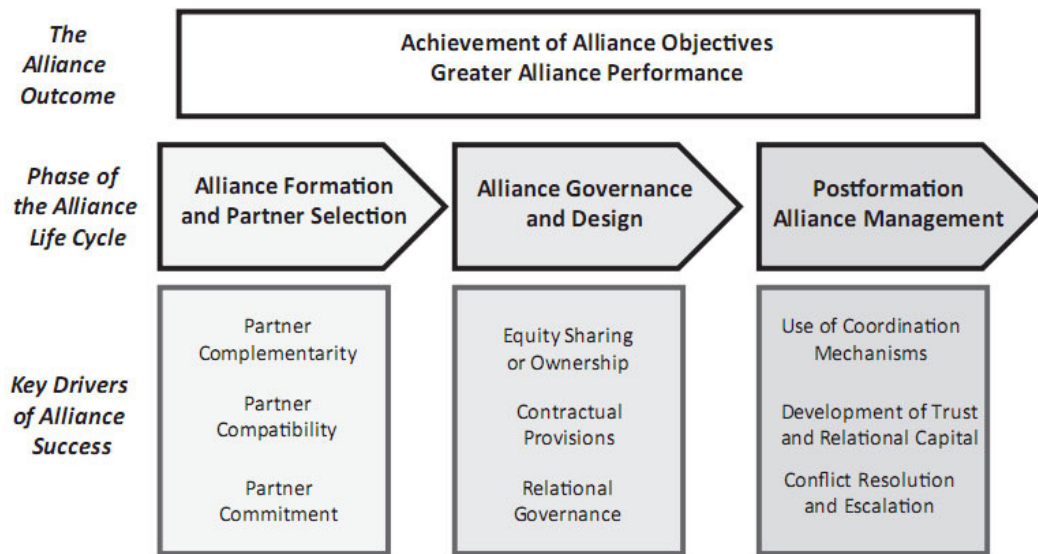 The
Alliance
Outcome
Achievement of Alliance Objectives
Greater Alliance Performance
Phase of
the Alliance
Life Cycle
Alliance Formation
and Partner Selection
Alliance Governance
and Design
Postformation
Alliance Management
Key Drivers
of Alliance
Success
Partner
Complementarity
Partner
Compatibility
Partner
Commitment
Equity Sharing
or Ownership
Contractual
Provisions
Relational
Governance
Use of Coordination
Mechanisms
Development of Trust
and Relational Capital
Conflict Resolution
and Escalation